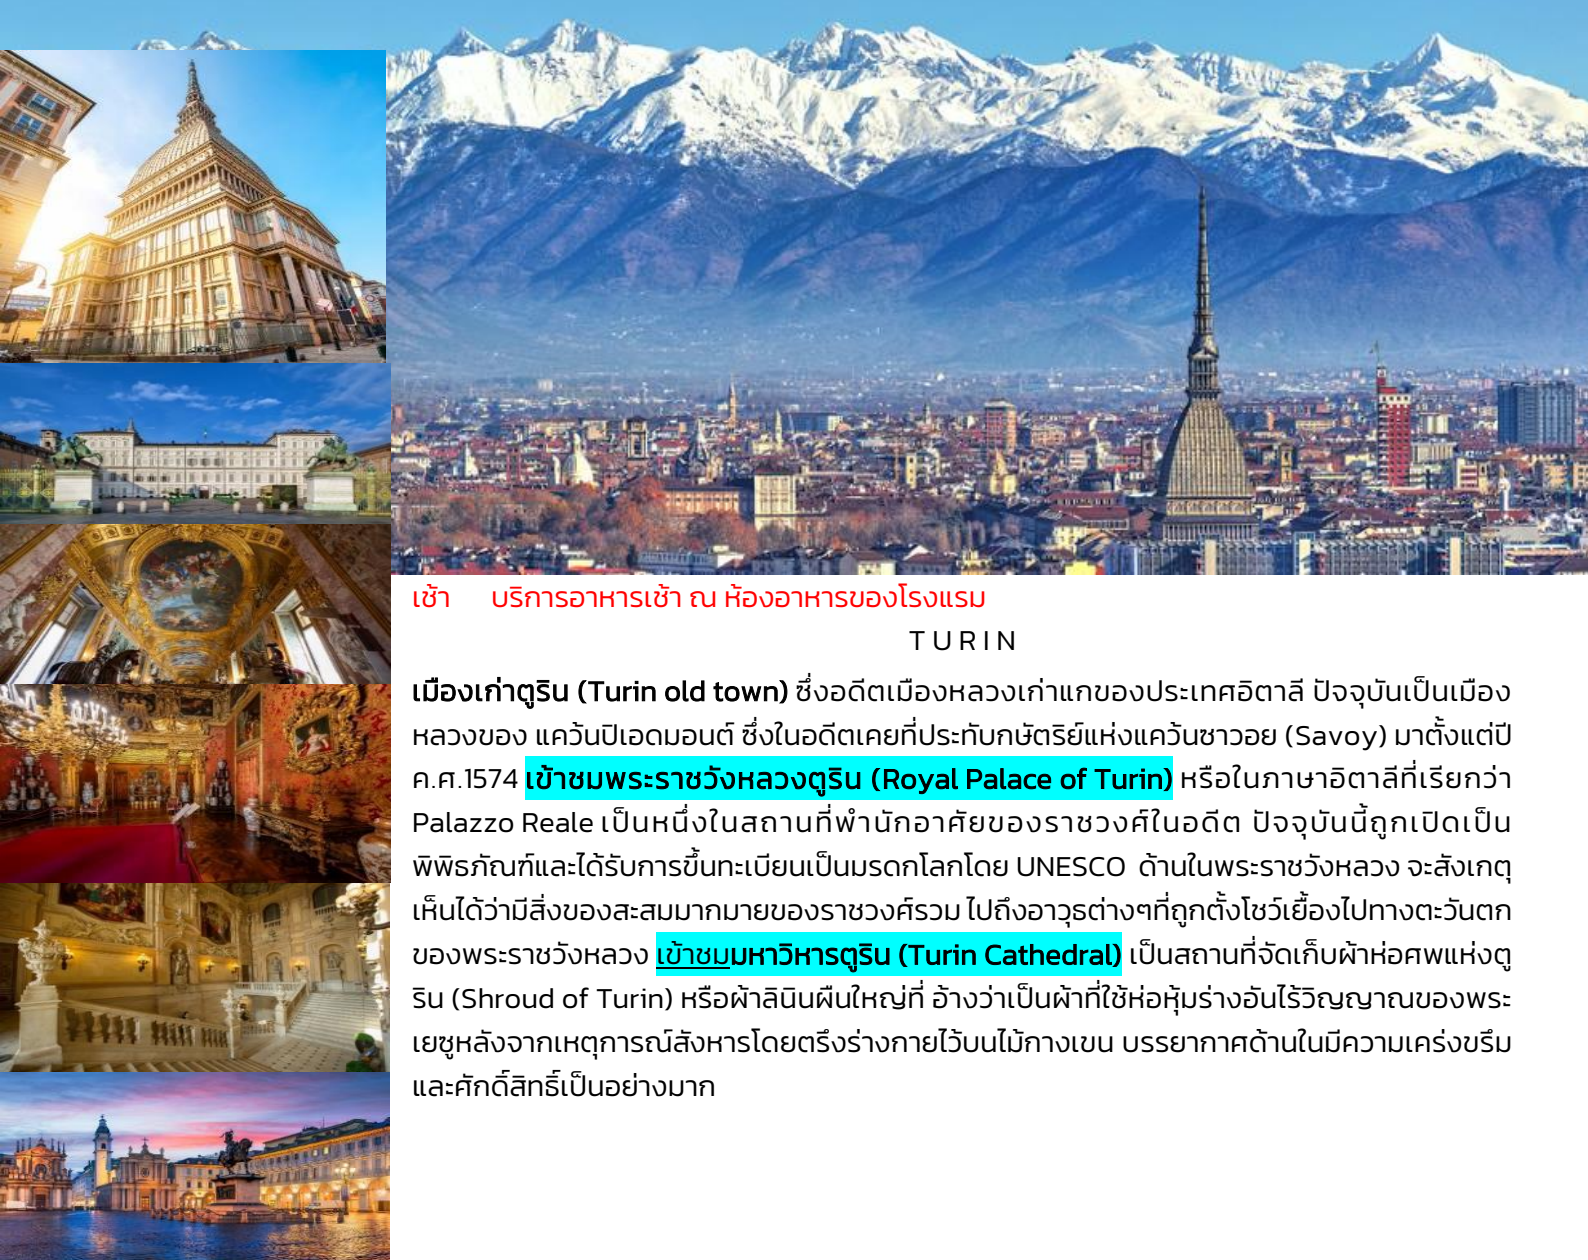 เช้า บริการอาหารเช้า ณ ห้องอาหารของโรงแรม
TURIN
เมืองเก่าตูริน (Turin old town) ซึ่งอดีตเมืองหลวงเก่าแกของประเทศอิตาลี ปัจจุบันเป็นเมือง
หลวงของ แคว้นปิเอดมอนต์ ซึ่งในอดีตเคยที่ประทับกษัตริย์แห่งแคว้นซาวอย (Savoy) มาตั้งแต่ปี
ค.ศ.1574 เข้าชมพระราชวังหลวงตูริน (Royal Palace of Turin) หรือในภาษาอิตาลีที่เรียกว่า
Palazzo Reale เป็นหนึ่งในสถานที่พำนักอาศัยของราชวงศ์ในอดีต ปัจจุบันนี้ถูกเปิดเป็น
พิพิธภัณฑ์และได้รับการขึ้นทะเบียนเป็นมรดกโลกโดย UNESCO ด้านในพระราชวังหลวง จะสังเกตุ
เห็นได้ว่ามีสิ่งของสะสมมากมายของราชวงศ์รวม ไปถึงอาวุธต่างๆที่ถูกตั้งโชว์เยื้องไปทางตะวันตก
ของพระราชวังหลวง เข้าชมมหาวิหารตูริน (Turin Cathedral) เป็นสถานที่จัดเก็บผ้าห่อศพแห่งตู
ริน (Shroud of Turin) หรือผ้าลินินผืนใหญ่ที่ อ้างว่าเป็นผ้าที่ใช้ห่อหุ้มร่างอันไร้วิญญาณของพระ
เยซูหลังจากเหตุการณ์สังหารโดยตรึงร่างกายไว้บนไม้กางเขน บรรยากาศด้านในมีความเคร่งขรึม
และศักดิ์สิทธิ์เป็นอย่างมาก